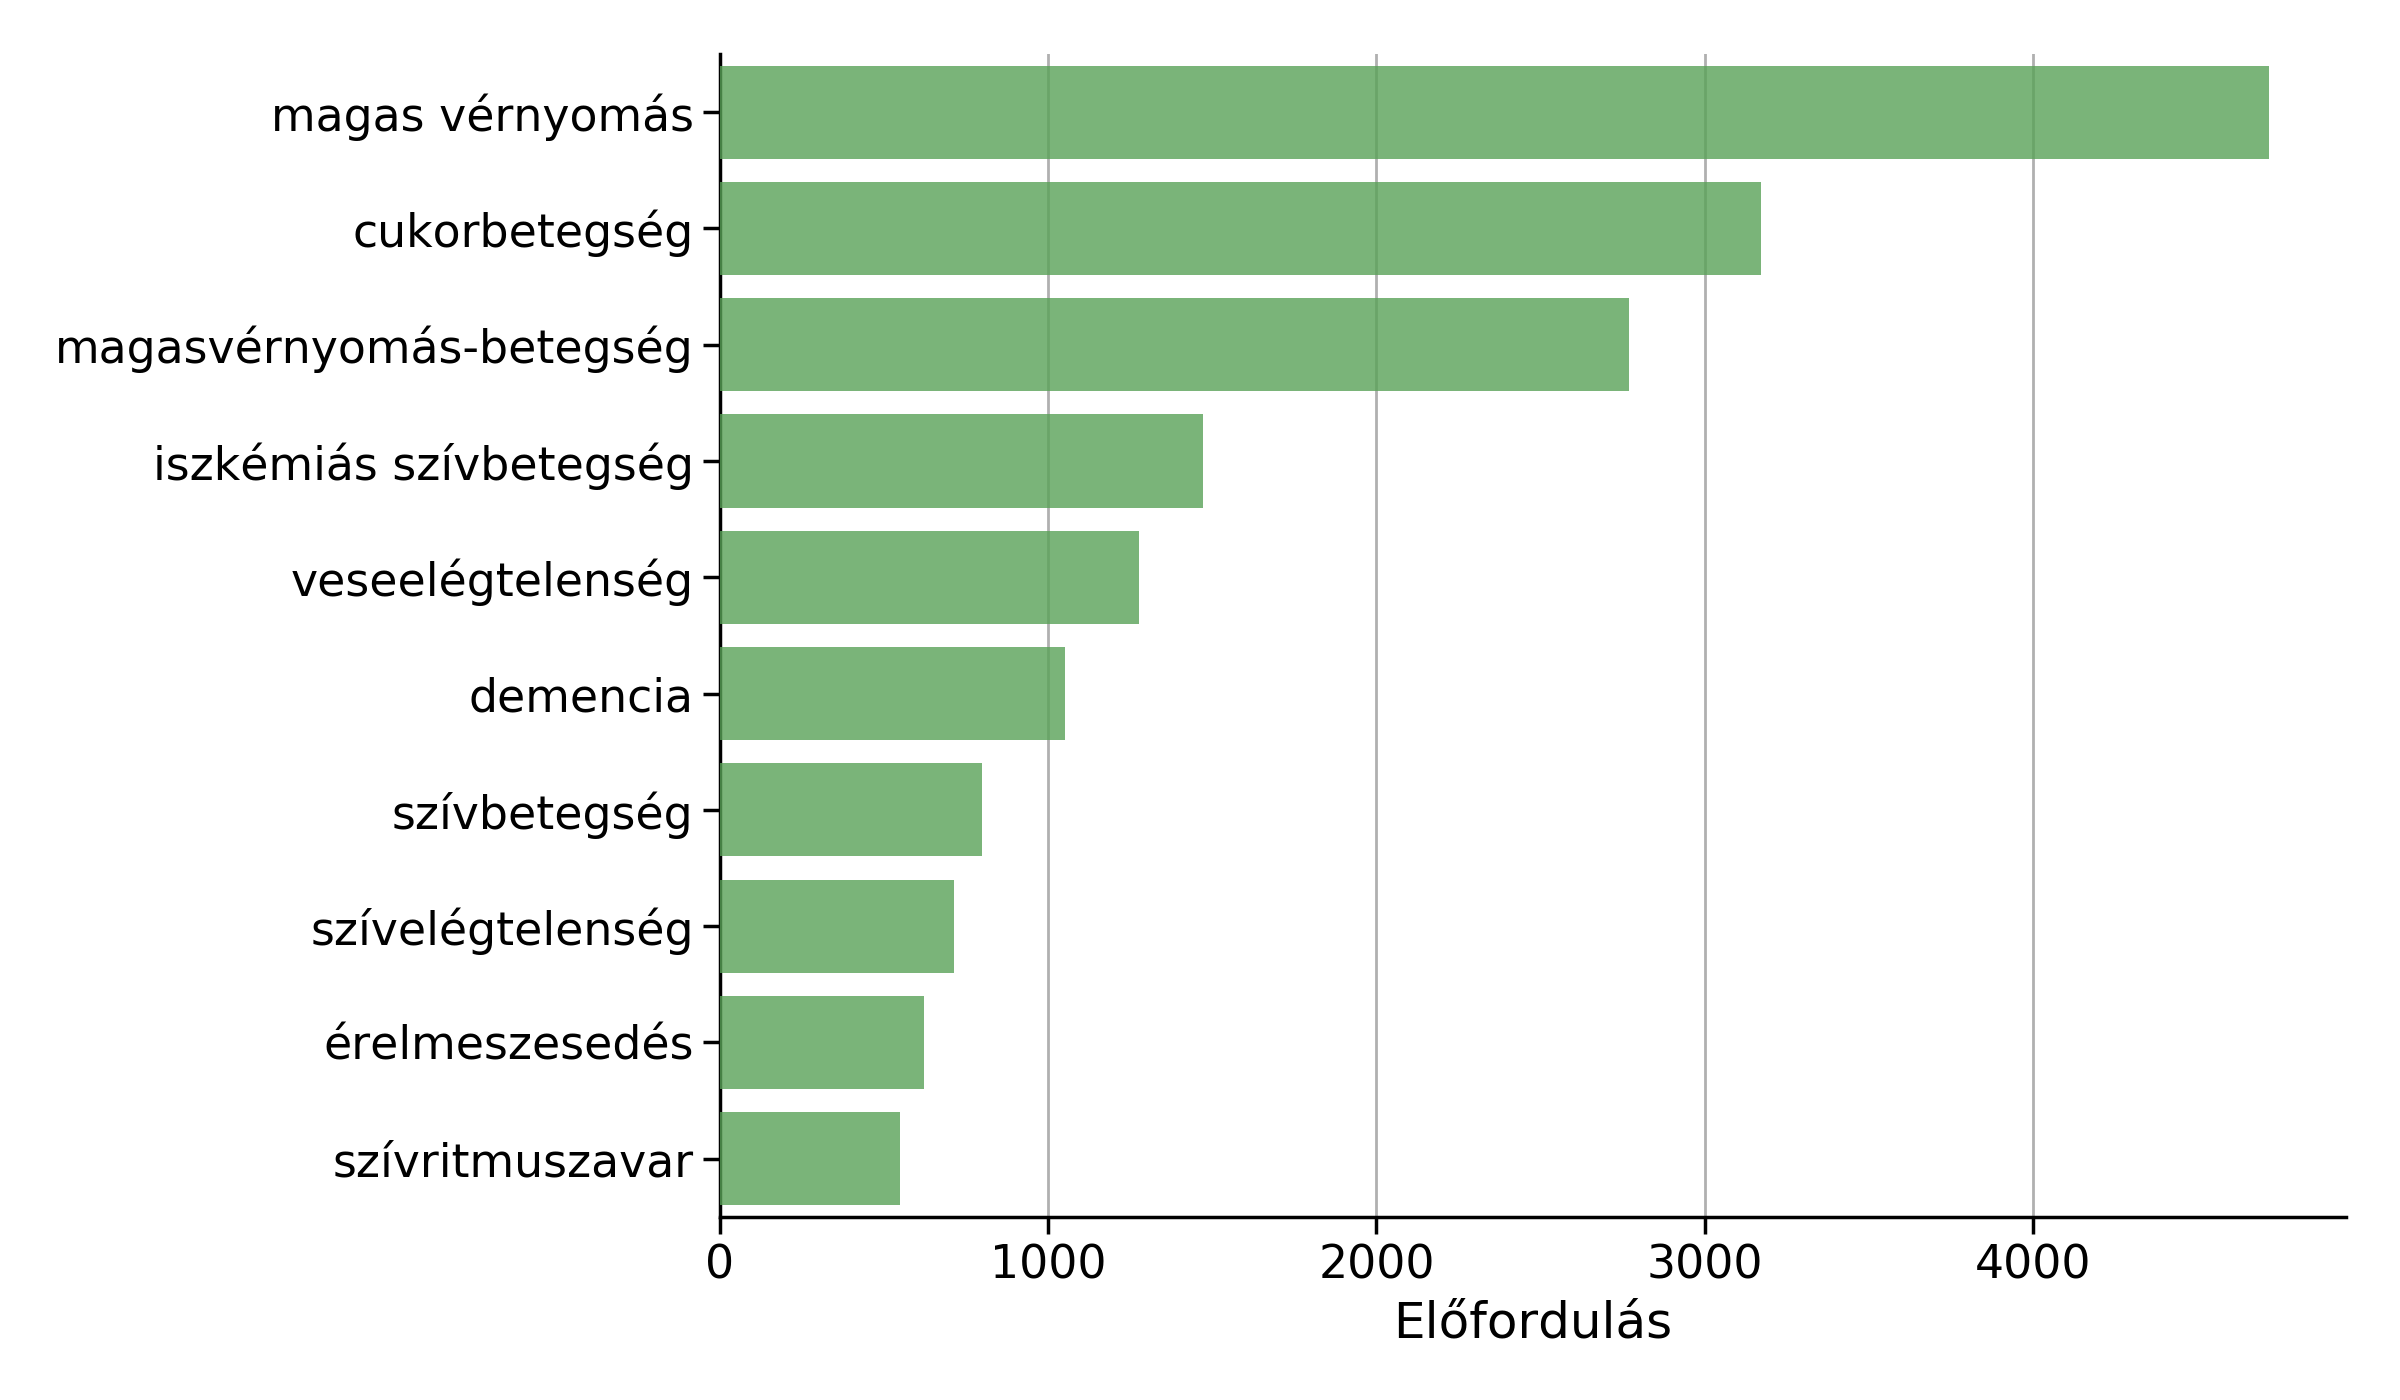 magas vérnyomás
cukorbetegség
magasvérnyomás-betegség
iszkémiás szívbetegség
veseelégtelenség
demencia
szívbetegség
szívelégtelenség
érelmeszesedés
szívritmuszavar
0 1000 2000 3000 4000
Előfordulás